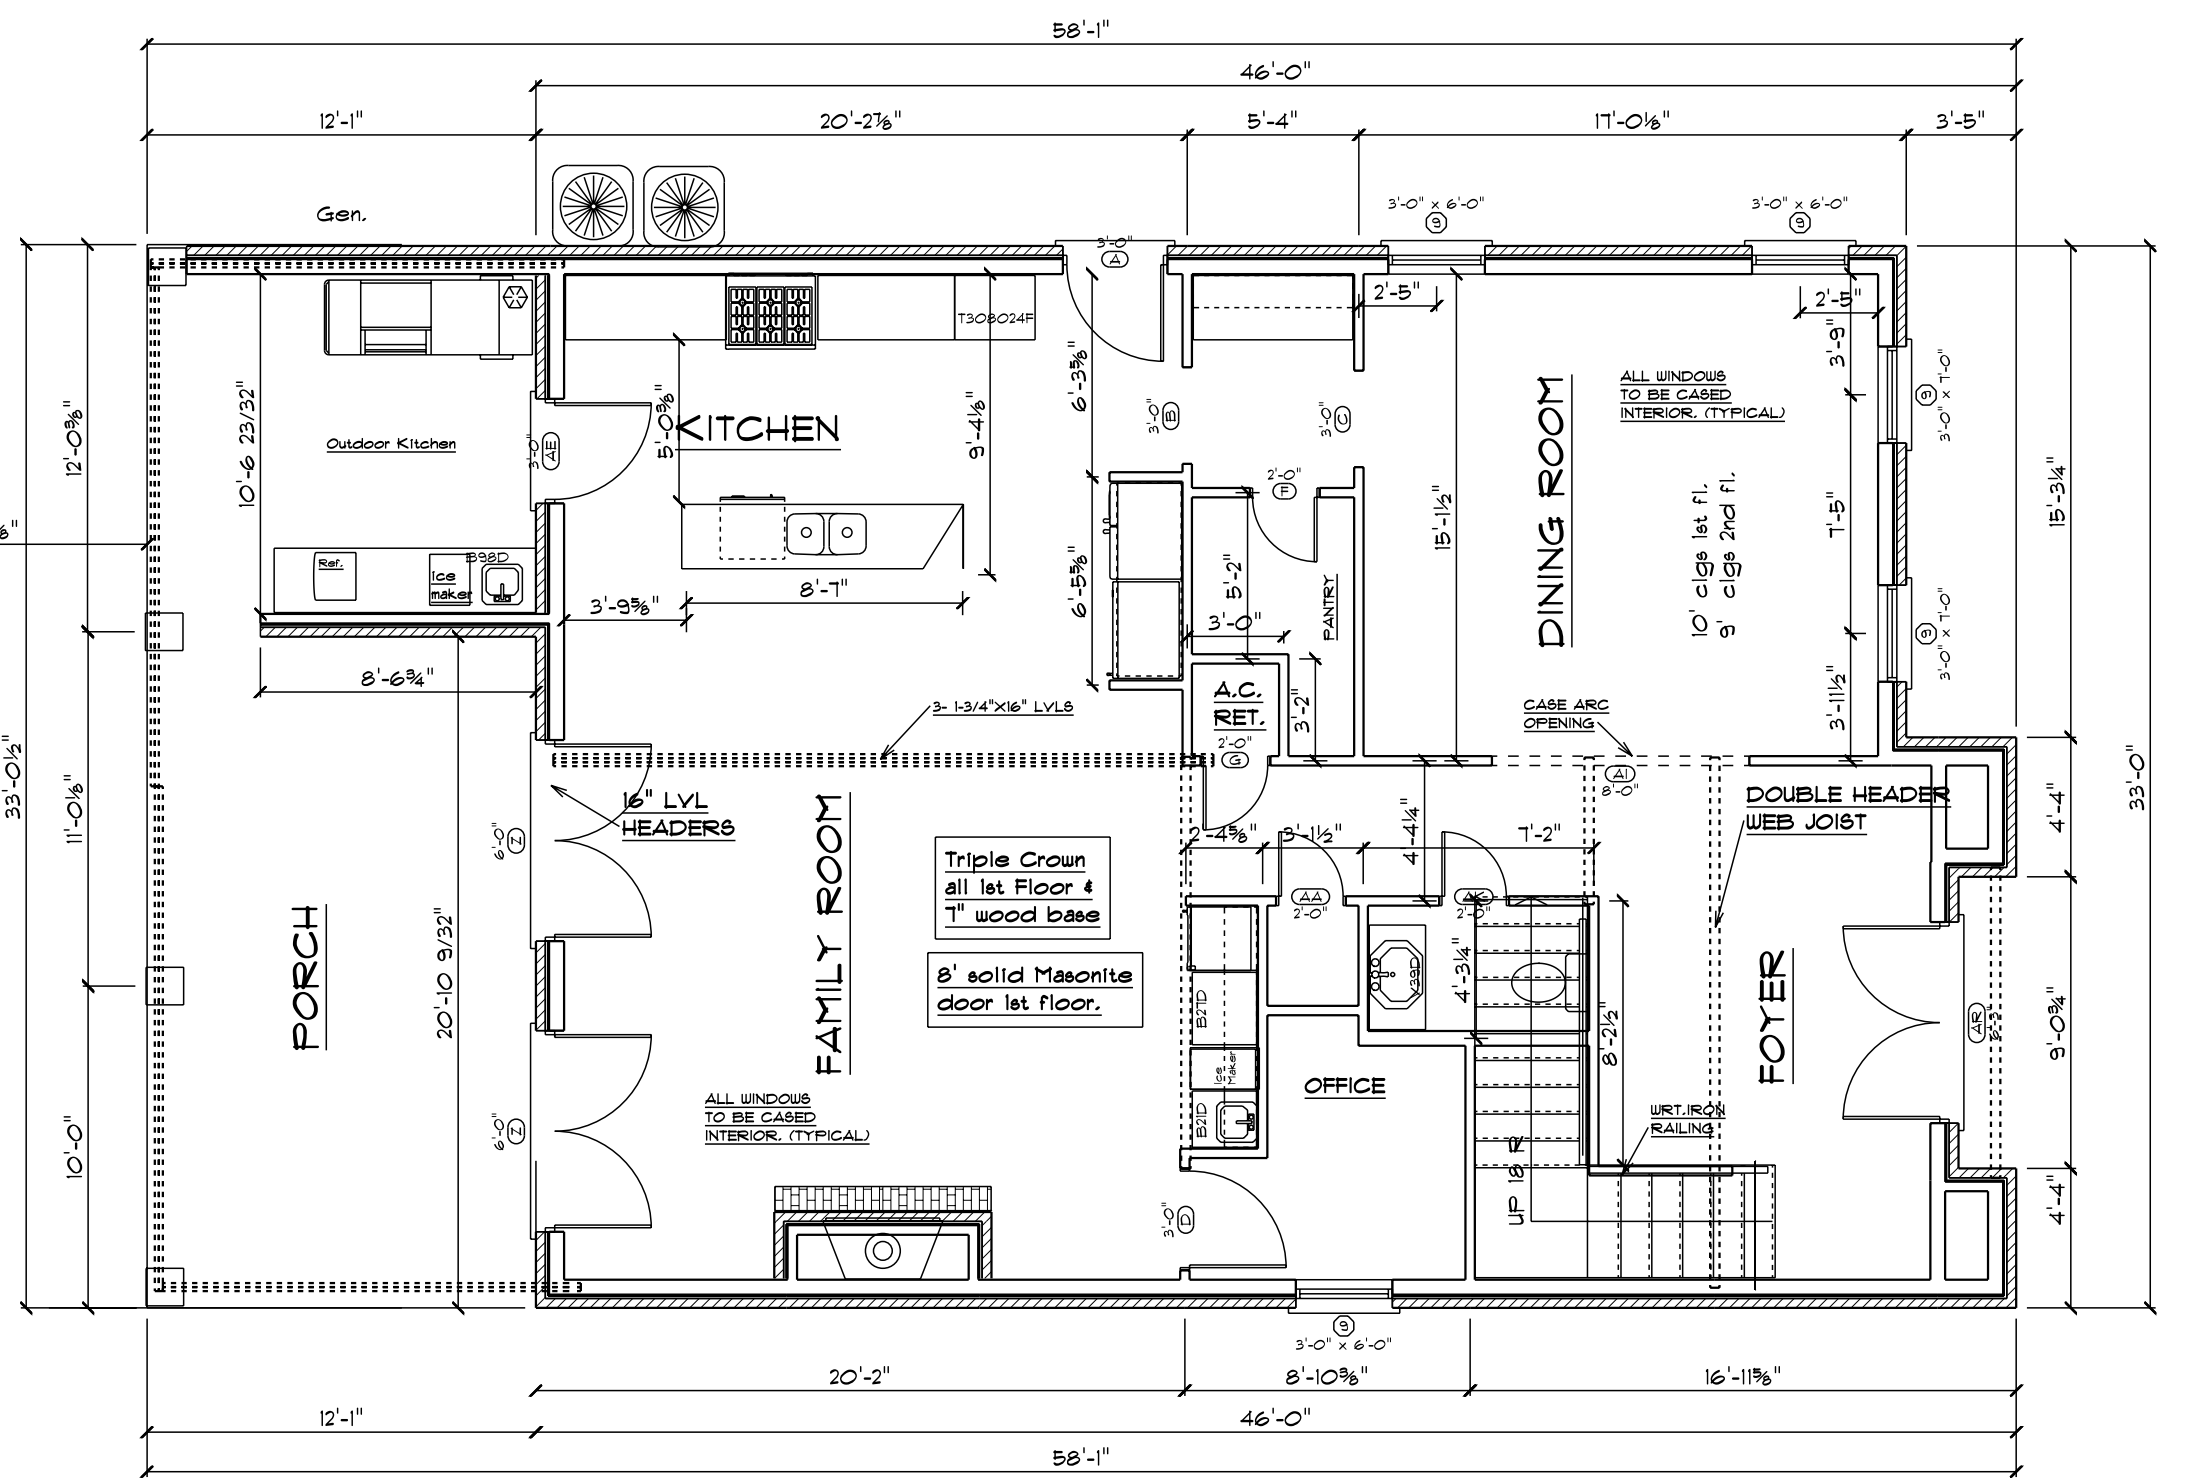 58'-1"
46'-0"
12'-1"
20'-2⅞"
5'-4"
17'-0⅛"
3'-5"
Gen.
3'-0" x 6'-0"
9
3'-0" x 6'-0"
9
3'-0"
A
2'-5"
2'-5"
T308024F
3'-9"
6'-3⅝"
ALL WINDOWS
TO BE CASED
INTERIOR. (TYPICAL)
9
3'-0" x 7'-0"
10'-6 23/32"
12'-0⅜"
Outdoor Kitchen
3'-0"
AE
5'-0⅜"
KITCHEN
9'-4⅛"
3'-0"
B
3'-0"
C
2'-0"
F
15'-1½"
DINING ROOM
10' clgs 1st fl.
9' clgs 2nd fl.
7'-5"
15'-3¼"
Ref.
Ice
maker
B98D
8'-7"
3'-9⅝"
6'-5⅝"
5'-2"
3'-0"
PANTRY
9
3'-0" x 7'-0"
8'-6¾"
3- 1-3/4"X16" LVLS
A.C.
RET.
2'-0"
G
3'-2"
CASE ARC
OPENING
3'-11½"
33'-0½"
33'-0"
A1
8'-0"
16" LVL
HEADERS
DOUBLE HEADER
WEB JOIST
4'-4"
11'-0⅛"
6'-0"
Z
2'-4⅝"
3'-1½"
4'-4¼"
7'-2"
Triple Crown
all 1st Floor &
7" wood base
AA
2'-0"
2'-0"
PORCH
20'-10 9/32"
FAMILY ROOM
8' solid Masonite
door 1st floor.
B27D
V39D
4'-3¼"
8'-2½"
FOYER
AR
9'-0¾"
Ice
Maker
OFFICE
ALL WINDOWS
TO BE CASED
INTERIOR. (TYPICAL)
6'-0"
Z
B21D
WRT.IRON
RAILING
UP 18 R
10'-0"
3'-0"
D
4'-4"
9
3'-0" x 6'-0"
20'-2"
8'-10⅜"
16'-11⅝"
12'-1"
46'-0"
58'-1"